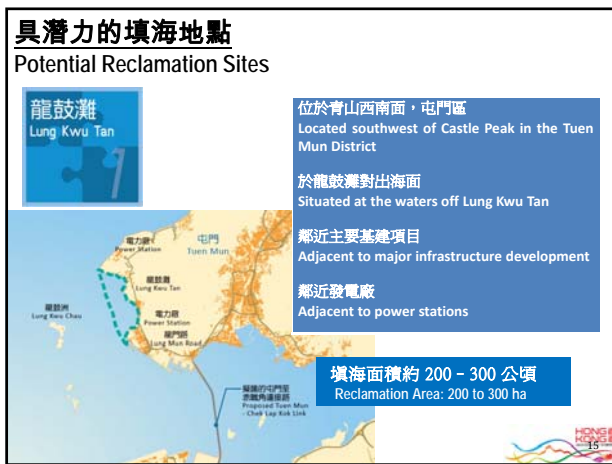 具潛力的填海地點
Potential Reclamation Sites
龍鼓灘
Lung Kwu Tan
1
位於青山西南面，屯門區
Located southwest of Castle Peak in the Tuen
Mun District
於龍鼓灘對出海面
Situated at the waters off Lung Kwu Tan
鄰近主要基建項目
Adjacent to major infrastructure development
鄰近發電廠
Adjacent to power stations
電力廠
Power Station
屯門
Tuen Mun
龍鼓灘
Lung Kwu Tan
龍鼓洲
Lung Kwu Chau
電力廠
Power Station
龍門路
Lung Mun Road
擬議的屯門至
赤鱲角連接路
Proposed Tuen Mun
- Chek Lap Kok Link
填海面積約 200 – 300 公頃
Reclamation Area: 200 to 300 ha
HONG
KONG
15